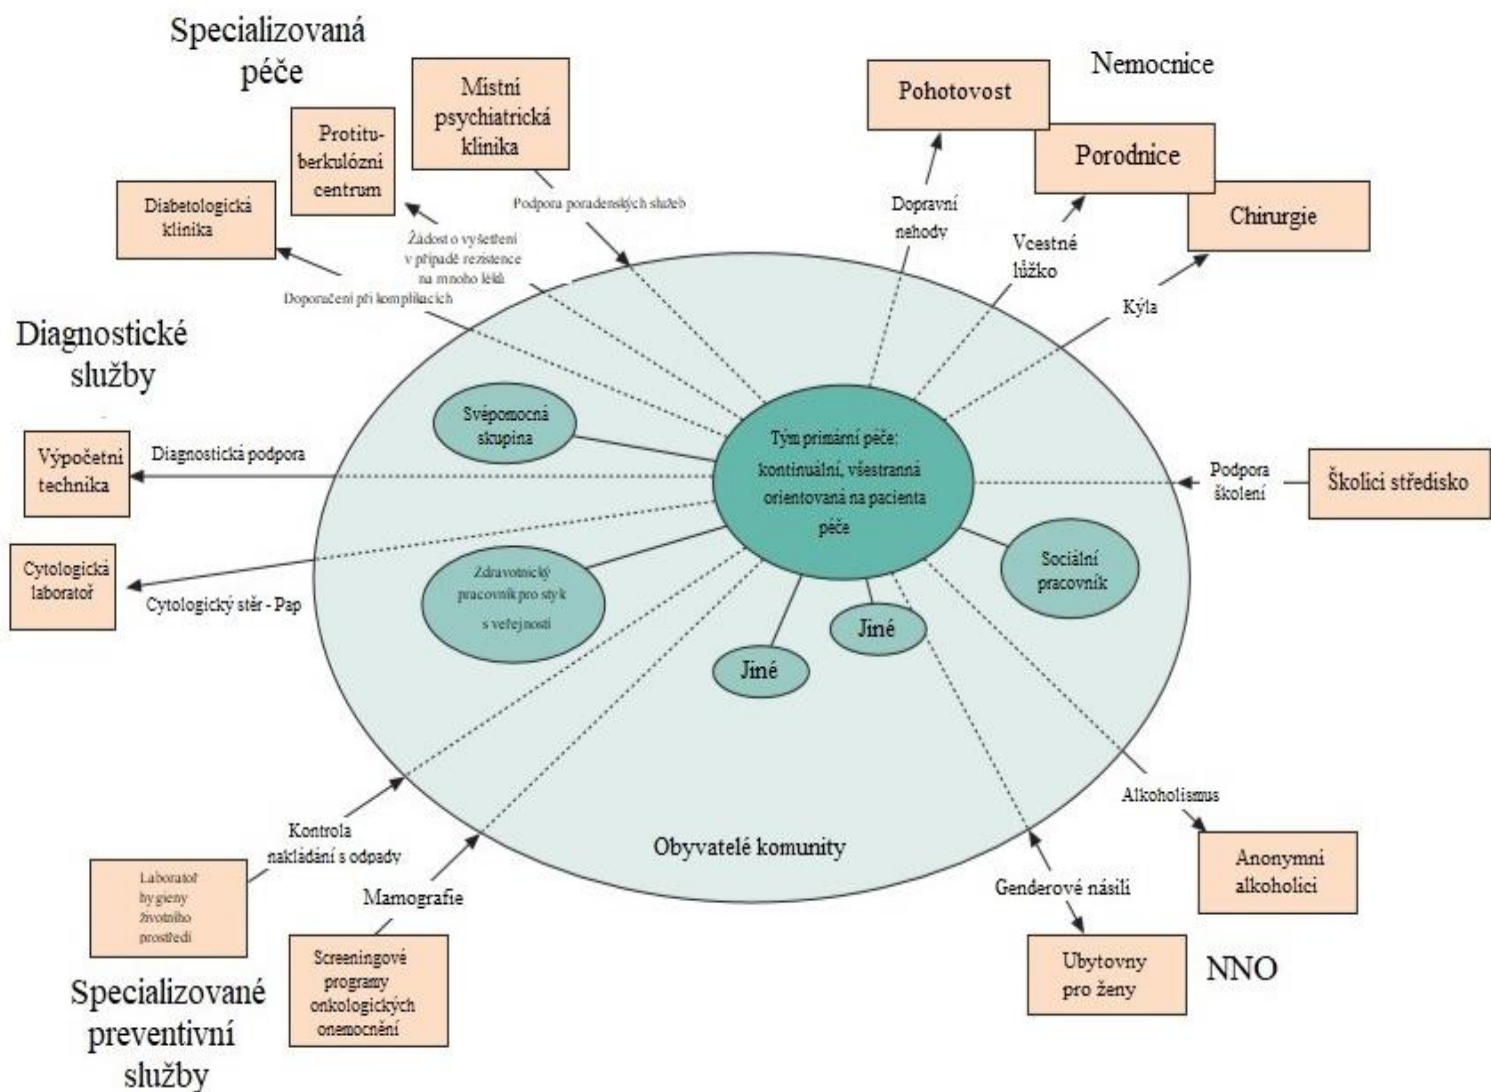 Specializovaná
péče
Místní
psychiatrická
klinika
Protitu-
berkulózní
centrum
Diabetologická
klinika
Podpora poradenských služeb
Žádost o vyšetření
v případě rezistence
na mnoho léků
Doporučení při komplikacích
Nemocnice
Pohotovost
Porodnice
Chirurgie
Dopravní
nehody
Vcestné
lůžko
Kýla
Diagnostické
služby
Výpočetní
technika
Diagnostická podpora
Cytologická
laboratoř
Cytologický stěr - Pap
Svépomocná
skupina
Tým primární péče:
kontinuální, všestranná
orientovaná na pacienta
péče
Podpora
školení
Školicí středisko
Zdravotnický
pracovník pro styk
s veřejností
Sociální
pracovník
Jiné
Jiné
Obyvatelé komunity
Kontrola
nakládání s odpady
Laboratoř
hygieny
životního
prostředí
Mamografie
Screeningové
programy
onkologických
onemocnění
Specializované
preventivní
služby
Alkoholismus
Anonymní
alkoholici
Genderové násilí
Ubytovny
pro ženy
NNO